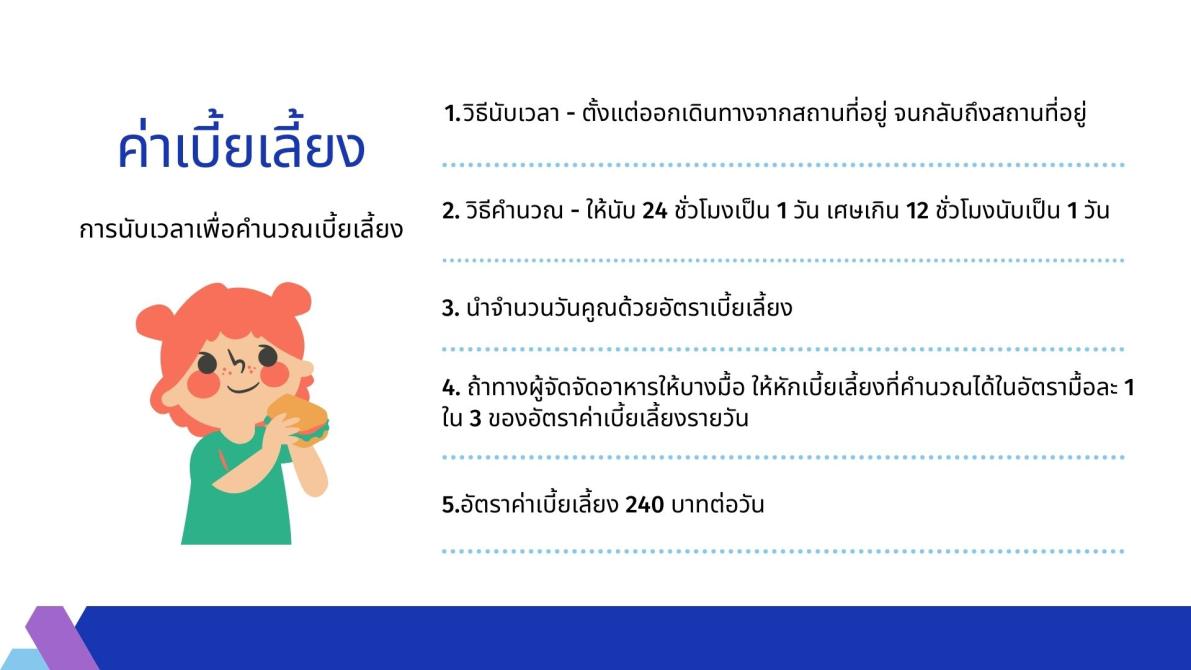 ค่าเบี้ยเลี้ยง
การนับเวลาเพื่อคำนวณเบี้ยเลี้ยง
1.วิธีนับเวลา - ตั้งแต่ออกเดินทางจากสถานที่อยู่ จนกลับถึงสถานที่อยู่
2. วิธีคำนวณ - ให้นับ 24 ชั่วโมงเป็น 1 วัน เศษเกิน 12 ชั่วโมงนับเป็น 1 วัน
3. นำจำนวนวันคูณด้วยอัตราเบี้ยเลี้ยง
4. ถ้าทางผู้จัดจัดอาหารให้บางมื้อ ให้หักเบี้ยเลี้ยงที่คำนวณได้ในอัตรามื้อละ 1
ใน 3 ของอัตราค่าเบี้ยเลี้ยงรายวัน
5.อัตราค่าเบี้ยเลี้ยง 240 บาทต่อวัน